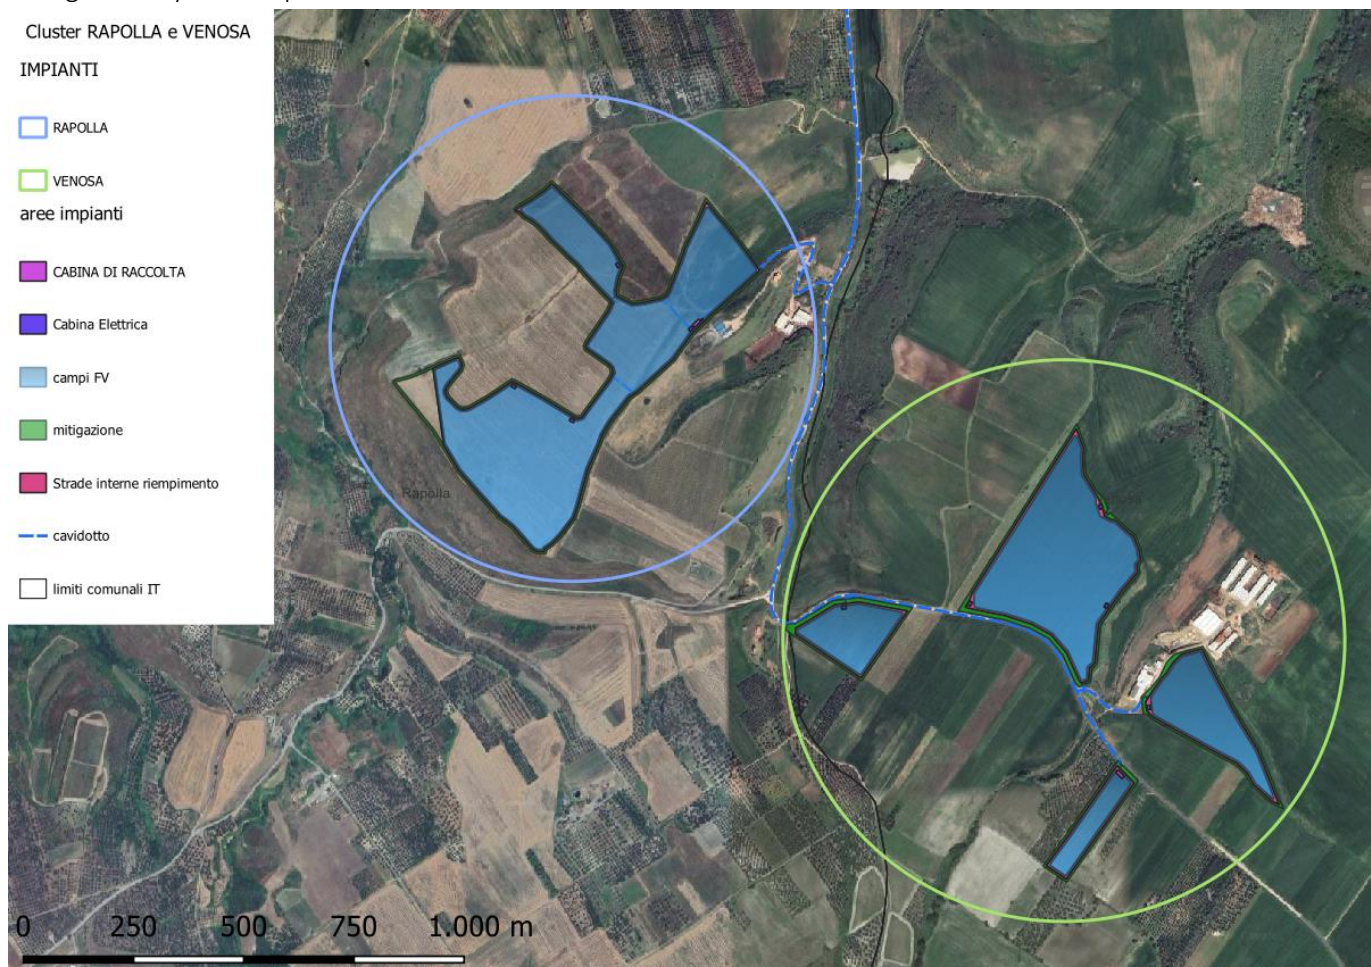 Cluster RAPOLLA e VENOSA
IMPIANTI
RAPOLLA
VENOSA
aree impianti
CABINA DI RACCOLTA
Cabina Elettrica
campi FV
mitigazione
Strade interne riempimento
cavidotto
limiti comunali IT
Rapolla
0 250 500 750 1.000 m